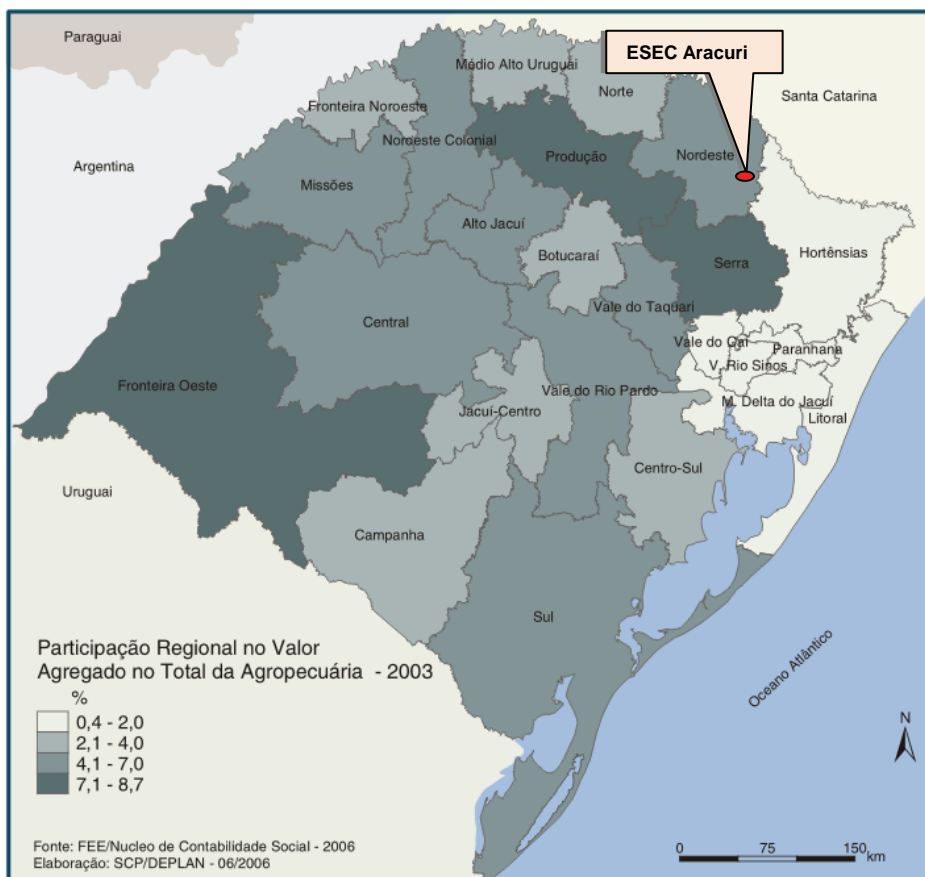 Paraguai
ESEC Aracuri
Médio Alto Uruguai
Norte
Santa Catarina
Fronteira Noroeste
Noroeste Colonial
Produção
Nordeste
Argentina
Missões
Alto Jacuí
Botucaraí
Serra
Hortênsias
Central
Vale do Taquari
Vale do Caí
Paranhana
V. Rio Sinos
Fronteira Oeste
Vale do Rio Pardo
M. Delta do Jacuí
Jacuí-Centro
Litoral
Centro-Sul
Uruguai
Campanha
Sul
Oceano Atlântico
Participação Regional no Valor
Agregado no Total da Agropecuária - 2003
%
0,4 - 2,0
2,1 - 4,0
4,1 - 7,0
7,1 - 8,7
N
Fonte: FEE/Nucleo de Contabilidade Social - 2006
Elaboração: SCP/DEPLAN - 06/2006
0 75 150
km